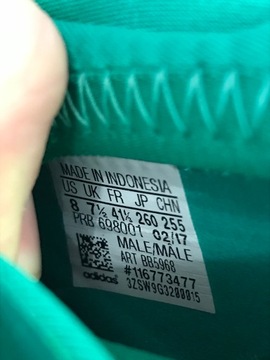 MADE IN INDONESIA
US UK FR JP CHN
8 7½ 41⅓ 260 255
PRB 698001 02/17
MALE/MALE
ART BB5968
#116773477
adidas
3ZSW9G3200015